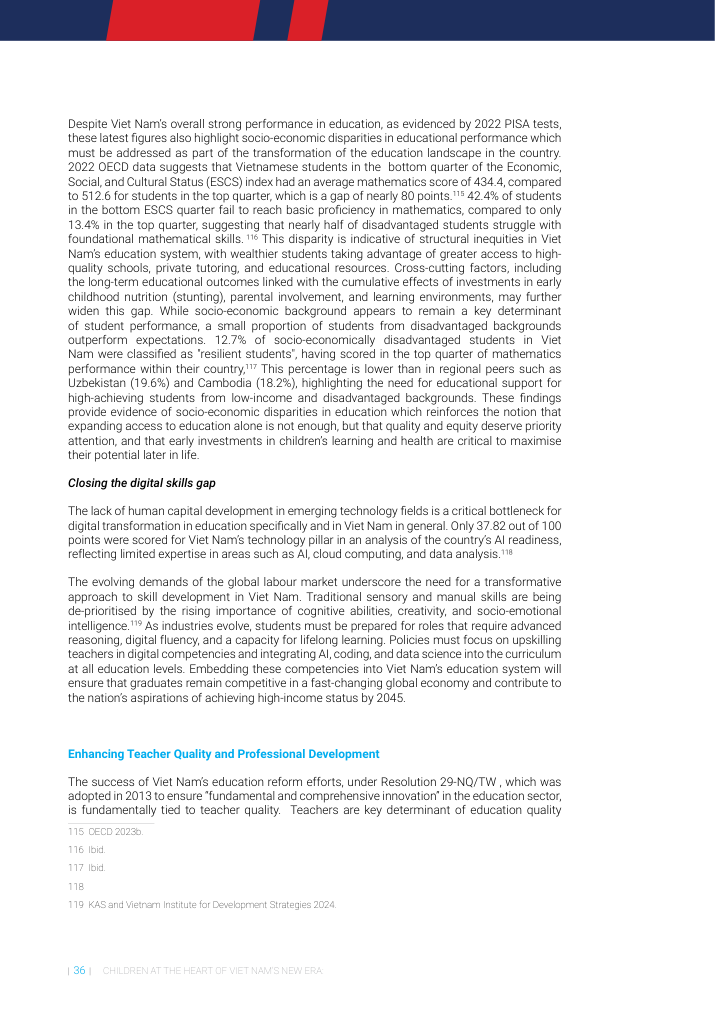 Despite Viet Nam's overall strong performance in education, as evidenced by 2022 PISA tests,
these latest figures also highlight socio-economic disparities in educational performance which
must be addressed as part of the transformation of the education landscape in the country.
2022 OECD data suggests that Vietnamese students in the bottom quarter of the Economic,
Social, and Cultural Status (ESCS) index had an average mathematics score of 434.4, compared
to 512.6 for students in the top quarter, which is a gap of nearly 80 points.115 42.4% of students
in the bottom ESCS quarter fail to reach basic proficiency in mathematics, compared to only
13.4% in the top quarter, suggesting that nearly half of disadvantaged students struggle with
foundational mathematical skills. 116 This disparity is indicative of structural inequities in Viet
Nam's education system, with wealthier students taking advantage of greater access to high-
quality schools, private tutoring, and educational resources. Cross-cutting factors, including
the long-term educational outcomes linked with the cumulative effects of investments in early
childhood nutrition (stunting), parental involvement, and learning environments, may further
widen this gap. While socio-economic background appears to remain a key determinant
of student performance, a small proportion of students from disadvantaged backgrounds
outperform expectations. 12.7% of socio-economically disadvantaged students in Viet
Nam were classified as "resilient students", having scored in the top quarter of mathematics
performance within their country,117 This percentage is lower than in regional peers such as
Uzbekistan (19.6%) and Cambodia (18.2%), highlighting the need for educational support for
high-achieving students from low-income and disadvantaged backgrounds. These findings
provide evidence of socio-economic disparities in education which reinforces the notion that
expanding access to education alone is not enough, but that quality and equity deserve priority
attention, and that early investments in children's learning and health are critical to maximise
their potential later in life.
Closing the digital skills gap
The lack of human capital development in emerging technology fields is a critical bottleneck for
digital transformation in education specifically and in Viet Nam in general. Only 37.82 out of 100
points were scored for Viet Nam's technology pillar in an analysis of the country's AI readiness,
reflecting limited expertise in areas such as AI, cloud computing, and data analysis.118
The evolving demands of the global labour market underscore the need for a transformative
approach to skill development in Viet Nam. Traditional sensory and manual skills are being
de-prioritised by the rising importance of cognitive abilities, creativity, and socio-emotional
intelligence.119 As industries evolve, students must be prepared for roles that require advanced
reasoning, digital fluency, and a capacity for lifelong learning. Policies must focus on upskilling
teachers in digital competencies and integrating AI, coding, and data science into the curriculum
at all education levels. Embedding these competencies into Viet Nam's education system will
ensure that graduates remain competitive in a fast-changing global economy and contribute to
the nation's aspirations of achieving high-income status by 2045.
Enhancing Teacher Quality and Professional Development
The success of Viet Nam's education reform efforts, under Resolution 29-NQ/TW , which was
adopted in 2013 to ensure “fundamental and comprehensive innovation” in the education sector,
is fundamentally tied to teacher quality. Teachers are key determinant of education quality
115 OECD 2023b.
116 Ibid.
117 Ibid.
118
119 KAS and Vietnam Institute for Development Strategies 2024.
| 36 | CHILDREN AT THE HEART OF VIET NAM'S NEW ERA